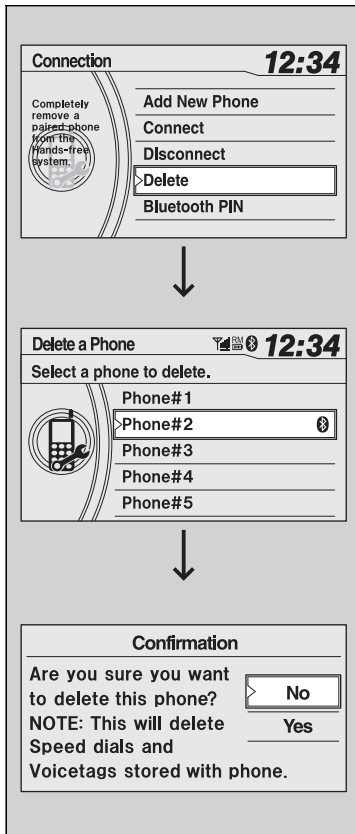 Connection 12:34
Completely
remove a
paired phone
from the
Hands-free
system.
Add New Phone
Connect
DIsconnect
Delete
Bluetooth PIN
Delete a Phone RM 12:34
Select a phone to delete.
Phone#1
Phone#2
Phone#3
Phone#4
Phone#5
Confirmation
Are you sure you want
to delete this phone?
NOTE: This will delete
Speed dials and
Voicetags stored with phone.
No
Yes